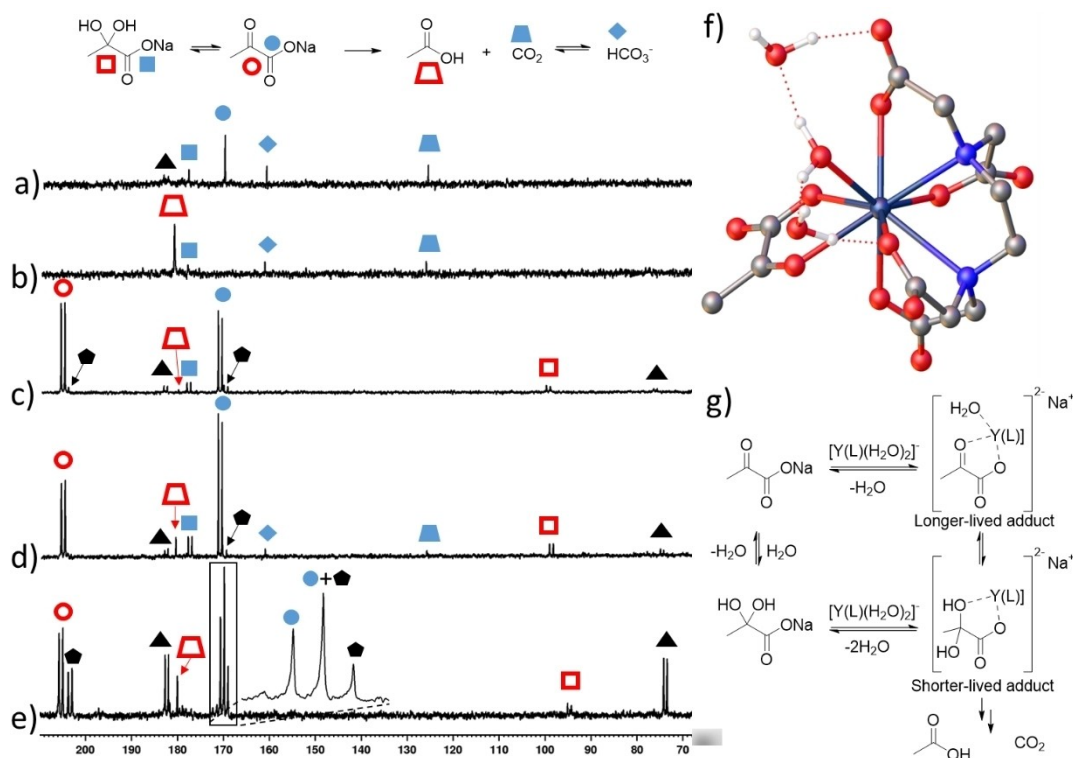 HO OH
ONa
O
O
ONa
O
O
OH
+ CO2
HCO3-
a)
b)
c)
d)
e)
+
200 190 180 170 160 150 140 130 120 110 100 90 80 70
f)
g)
O
ONa
O
[Y(L)(H2O)2]-
-H2O
H2O
Y(L)]
O
O
O
2-
Na+
Longer-lived adduct
-H2O
H2O
HO OH
ONa
O
[Y(L)(H2O)2]-
-2H2O
HO
Y(L)]
O
HO
O
2-
Na+
Shorter-lived adduct
O
OH
CO2